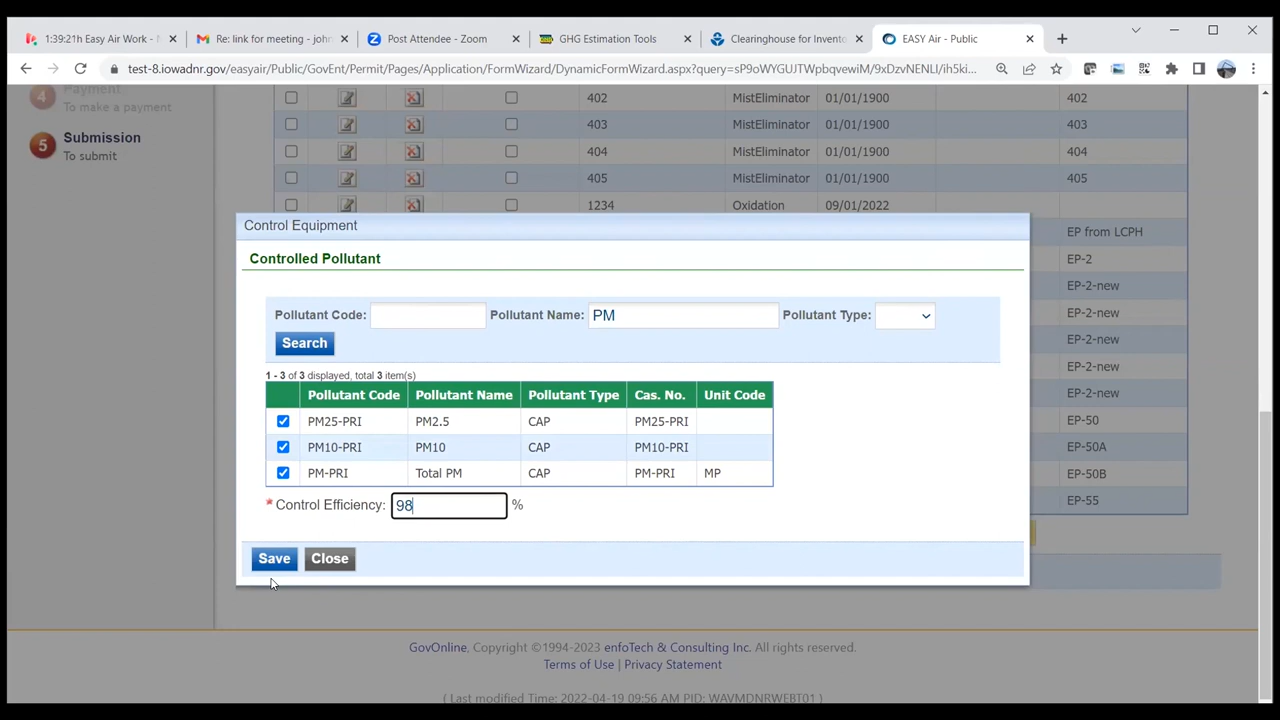 1:39:21h Easy Air Work - M
Re: link for meeting - john
Post Attendee - Zoom
GHG Estimation Tools
Clearinghouse for Invento
EASY Air - Public
test-8.iowadnr.gov/easyair/Public/GovEnt/Permit/Pages/Application/FormWizard/DynamicFormWizard.aspx?query=sP9oWYGUJTWpbqvewiM/9xDzvNENLI/ih5ki...
4 Payment
To make a payment
5 Submission
To submit
402 MistEliminator 01/01/1900 402
403 MistEliminator 01/01/1900 403
404 MistEliminator 01/01/1900 404
405 MistEliminator 01/01/1900 405
1234 Oxidation 09/01/2022
EP from LCPH
EP-2
EP-2-new
EP-2-new
EP-2-new
EP-2-new
EP-2-new
EP-50
EP-50A
EP-50B
EP-55
Control Equipment
Controlled Pollutant
Pollutant Code: Pollutant Name: PM Pollutant Type:
Search
1 - 3 of 3 displayed, total 3 item(s)
Pollutant Code Pollutant Name Pollutant Type Cas. No. Unit Code
PM25-PRI PM2.5 CAP PM25-PRI
PM10-PRI PM10 CAP PM10-PRI
PM-PRI Total PM CAP PM-PRI MP
* Control Efficiency: 98 %
Save Close
GovOnline, Copyright ©1994-2023 enfoTech & Consulting Inc. All rights reserved.
Terms of Use | Privacy Statement
( Last modified Time: 2022-04-19 09:56 AM PID: WAVMDNRWEBT01 )